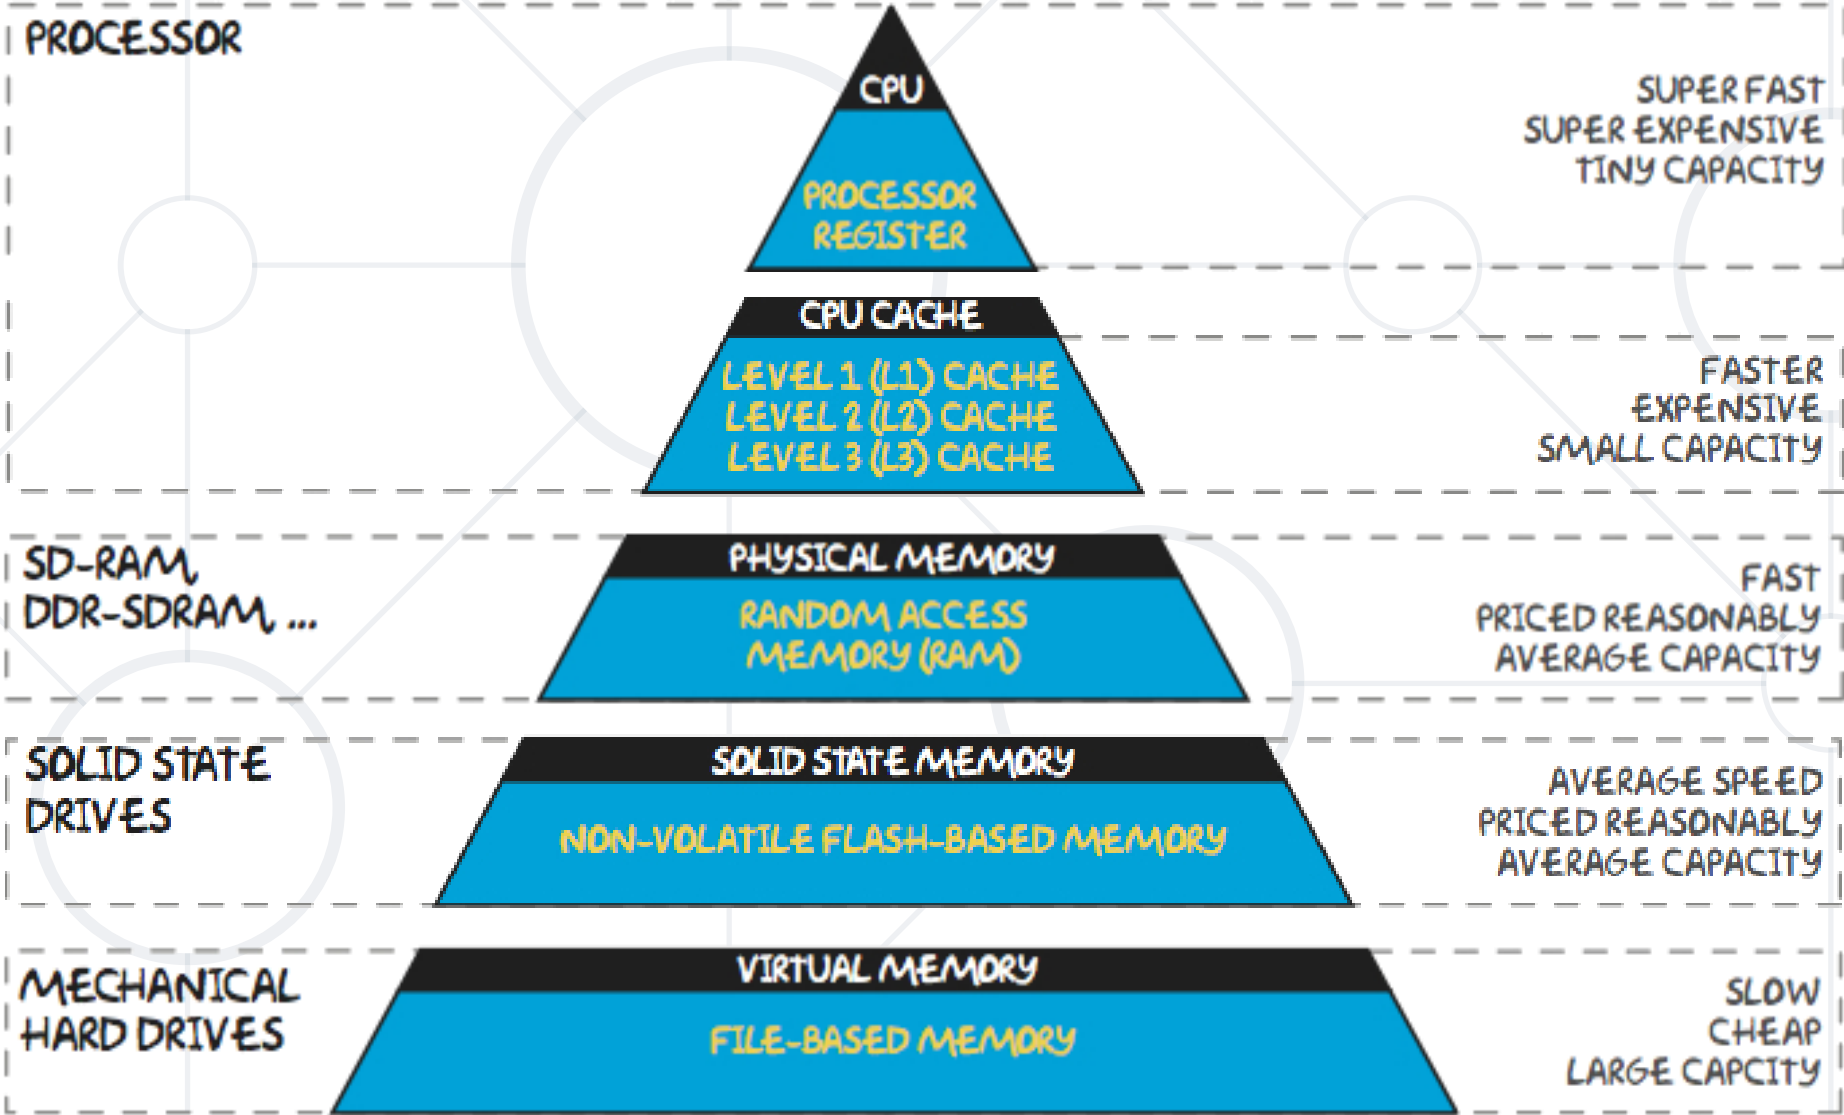 PROCESSOR
CPU
PROCESSOR
REGISTER
SUPER FAST
SUPER EXPENSIVE
TINY CAPACITY
CPU CACHE
LEVEL 1 (L1) CACHE
LEVEL 2 (L2) CACHE
LEVEL 3 (L3) CACHE
FASTER
EXPENSIVE
SMALL CAPACITY
SD-RAM,
DDR-SDRAM, ...
PHYSICAL MEMORY
RANDOM ACCESS
MEMORY (RAM)
FAST
PRICED REASONABLY
AVERAGE CAPACITY
SOLID STATE
DRIVES
SOLID STATE MEMORY
NON-VOLATILE FLASH-BASED MEMORY
AVERAGE SPEED
PRICED REASONABLY
AVERAGE CAPACITY
MECHANICAL
HARD DRIVES
VIRTUAL MEMORY
FILE-BASED MEMORY
SLOW
CHEAP
LARGE CAPCITY